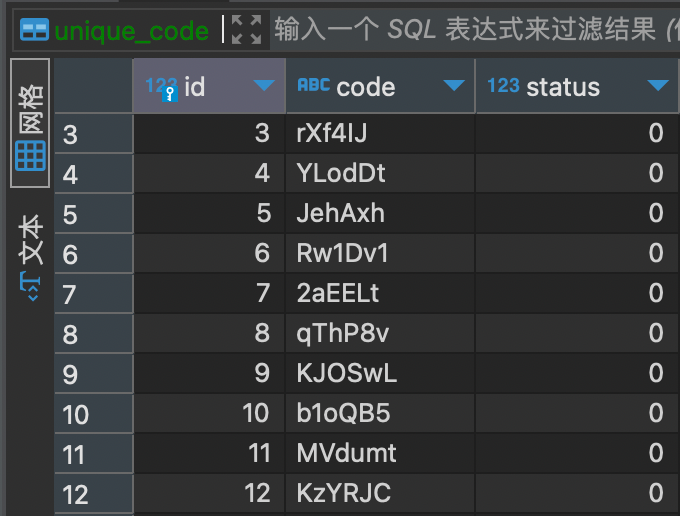 unique_code 输入一个 SQL 表达式来过滤结果 (
网格
文本
123 id ABC code 123 status
3 3 rXf4IJ 0
4 4 YLodDt 0
5 5 JehAxh 0
6 6 Rw1Dv1 0
7 7 2aEELt 0
8 8 qThP8v 0
9 9 KJOSwL 0
10 10 b1oQB5 0
11 11 MVdumt 0
12 12 KzYRJC 0